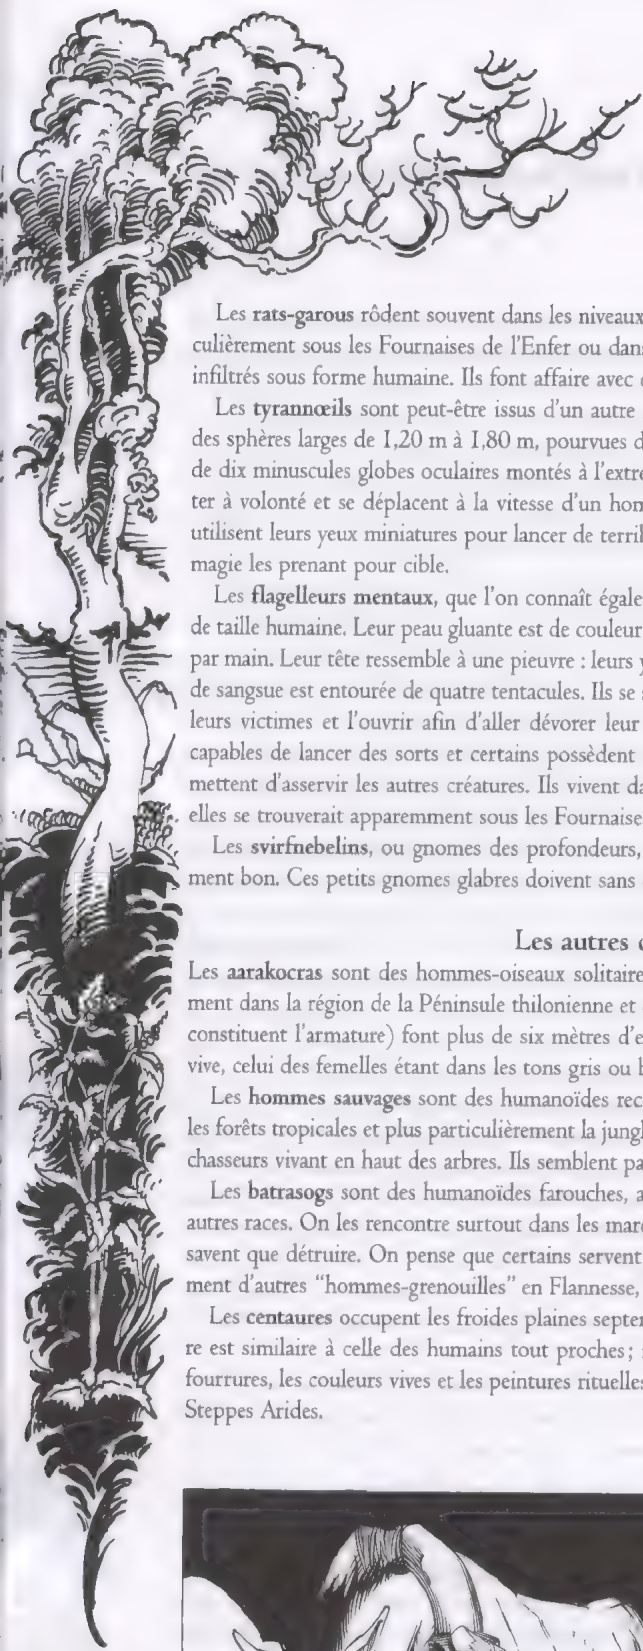 Les rats-garous rôdent souvent dans les niveaux
culièrement sous les Fournaises de l'Enfer ou dans
infiltrés sous forme humaine. Ils font affaire avec
Les tyrannœils sont peut-être issus d'un autre
des sphères larges de 1,20 m à 1,80 m, pourvues
de dix minuscules globes oculaires montés à l'extré
ter à volonté et se déplacent à la vitesse d'un hom
utilisent leurs yeux miniatures pour lancer de terri
magie les prenant pour cible.
Les flagelleurs mentaux, que l'on connaît égale
de taille humaine. Leur peau gluante est de couleur
par main. Leur tête ressemble à une pieuvre : leurs
de sangsue est entourée de quatre tentacules. Ils se
leurs victimes et l'ouvrir afin d'aller dévorer leur
capables de lancer des sorts et certains possèdent
mettent d'asservir les autres créatures. Ils vivent da
elles se trouverait apparemment sous les Fournaise
Les svirfnebelins, ou gnomes des profondeurs,
ment bon. Ces petits gnomes glabres doivent sans
Les autres
Les aarakocras sont des hommes-oiseaux solitaire
ment dans la région de la Péninsule thilonienne et
constituent l'armature) font plus de six mètres d'e
vive, celui des femelles étant dans les tons gris ou
Les hommes sauvages sont des humanoïdes rec
les forêts tropicales et plus particulièrement la jungl
chasseurs vivant en haut des arbres. Ils semblent pa
Les batrasogs sont des humanoïdes farouches,
autres races. On les rencontre surtout dans les mar
savent que détruire. On pense que certains servent
ment d'autres "hommes-grenouilles" en Flannesse,
Les centaures occupent les froides plaines septen
re est similaire à celle des humains tout proches ;
fourrures, les couleurs vives et les peintures rituelles
Steppes Arides.